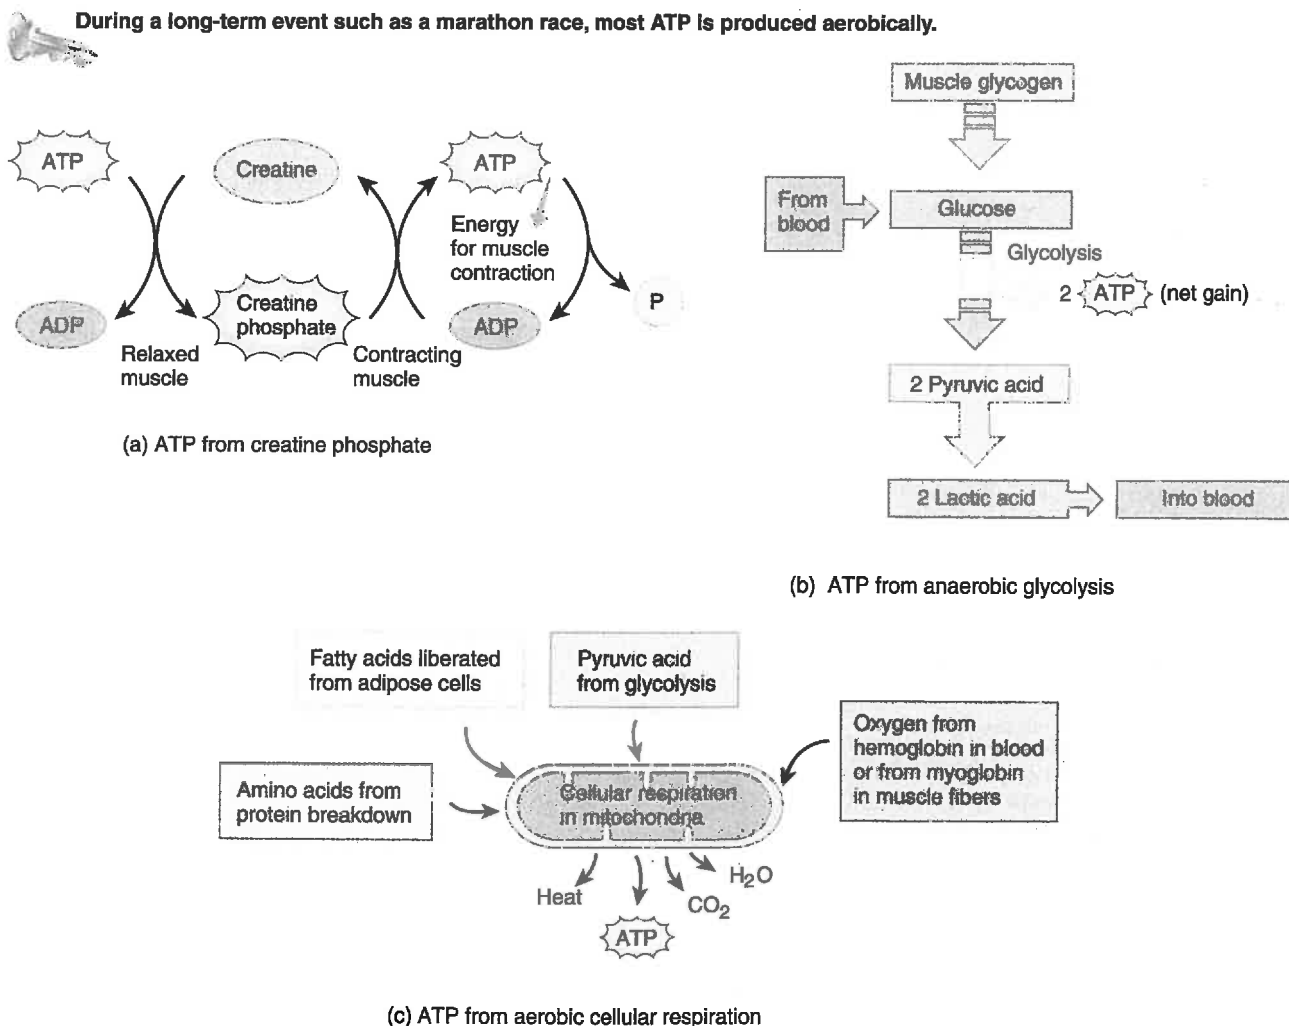 During a long-term event such as a marathon race, most ATP is produced aerobically.
ATP
Creatine
ATP
Energy
for muscle
contraction
P
ADP
Creatine
phosphate
ADP
Relaxed
muscle
Contracting
muscle
(a) ATP from creatine phosphate
Muscle glycogen
From
blood
Glucose
Glycolysis
2 ATP (net gain)
2 Pyruvic acid
2 Lactic acid
Into blood
(b) ATP from anaerobic glycolysis
Fatty acids liberated
from adipose cells
Pyruvic acid
from glycolysis
Oxygen from
hemoglobin in blood
or from myoglobin
in muscle fibers
Amino acids from
protein breakdown
Cellular respiration
in mitochondria
Heat
ATP
CO₂
H₂O
(c) ATP from aerobic cellular respiration